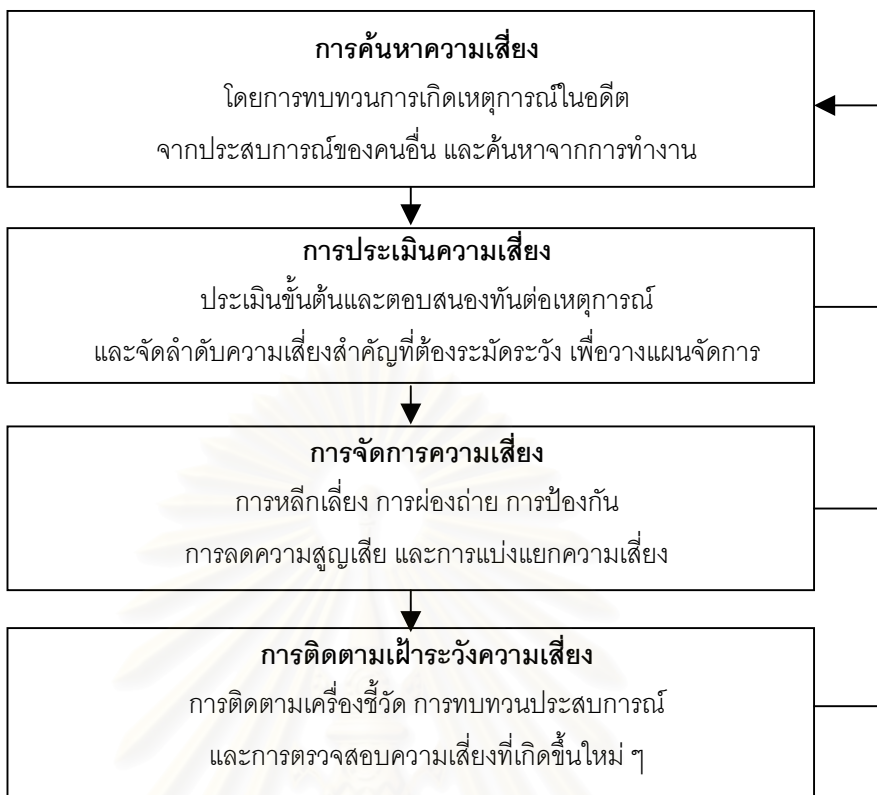 การค้นหาความเสี่ยง
โดยการทบทวนการเกิดเหตุการณ์ในอดีต
จากประสบการณ์ของคนอื่น และค้นหาจากการทำงาน
การประเมินความเสี่ยง
ประเมินขั้นต้นและตอบสนองทันต่อเหตุการณ์
และจัดลำดับความเสี่ยงสำคัญที่ต้องระมัดระวัง เพื่อวางแผนจัดการ
การจัดการความเสี่ยง
การหลีกเลี่ยง การผ่องถ่าย การป้องกัน
การลดความสูญเสีย และการแบ่งแยกความเสี่ยง
การติดตามเฝ้าระวังความเสี่ยง
การติดตามเครื่องชี้วัด การทบทวนประสบการณ์
และการตรวจสอบความเสี่ยงที่เกิดขึ้นใหม่ ๆ